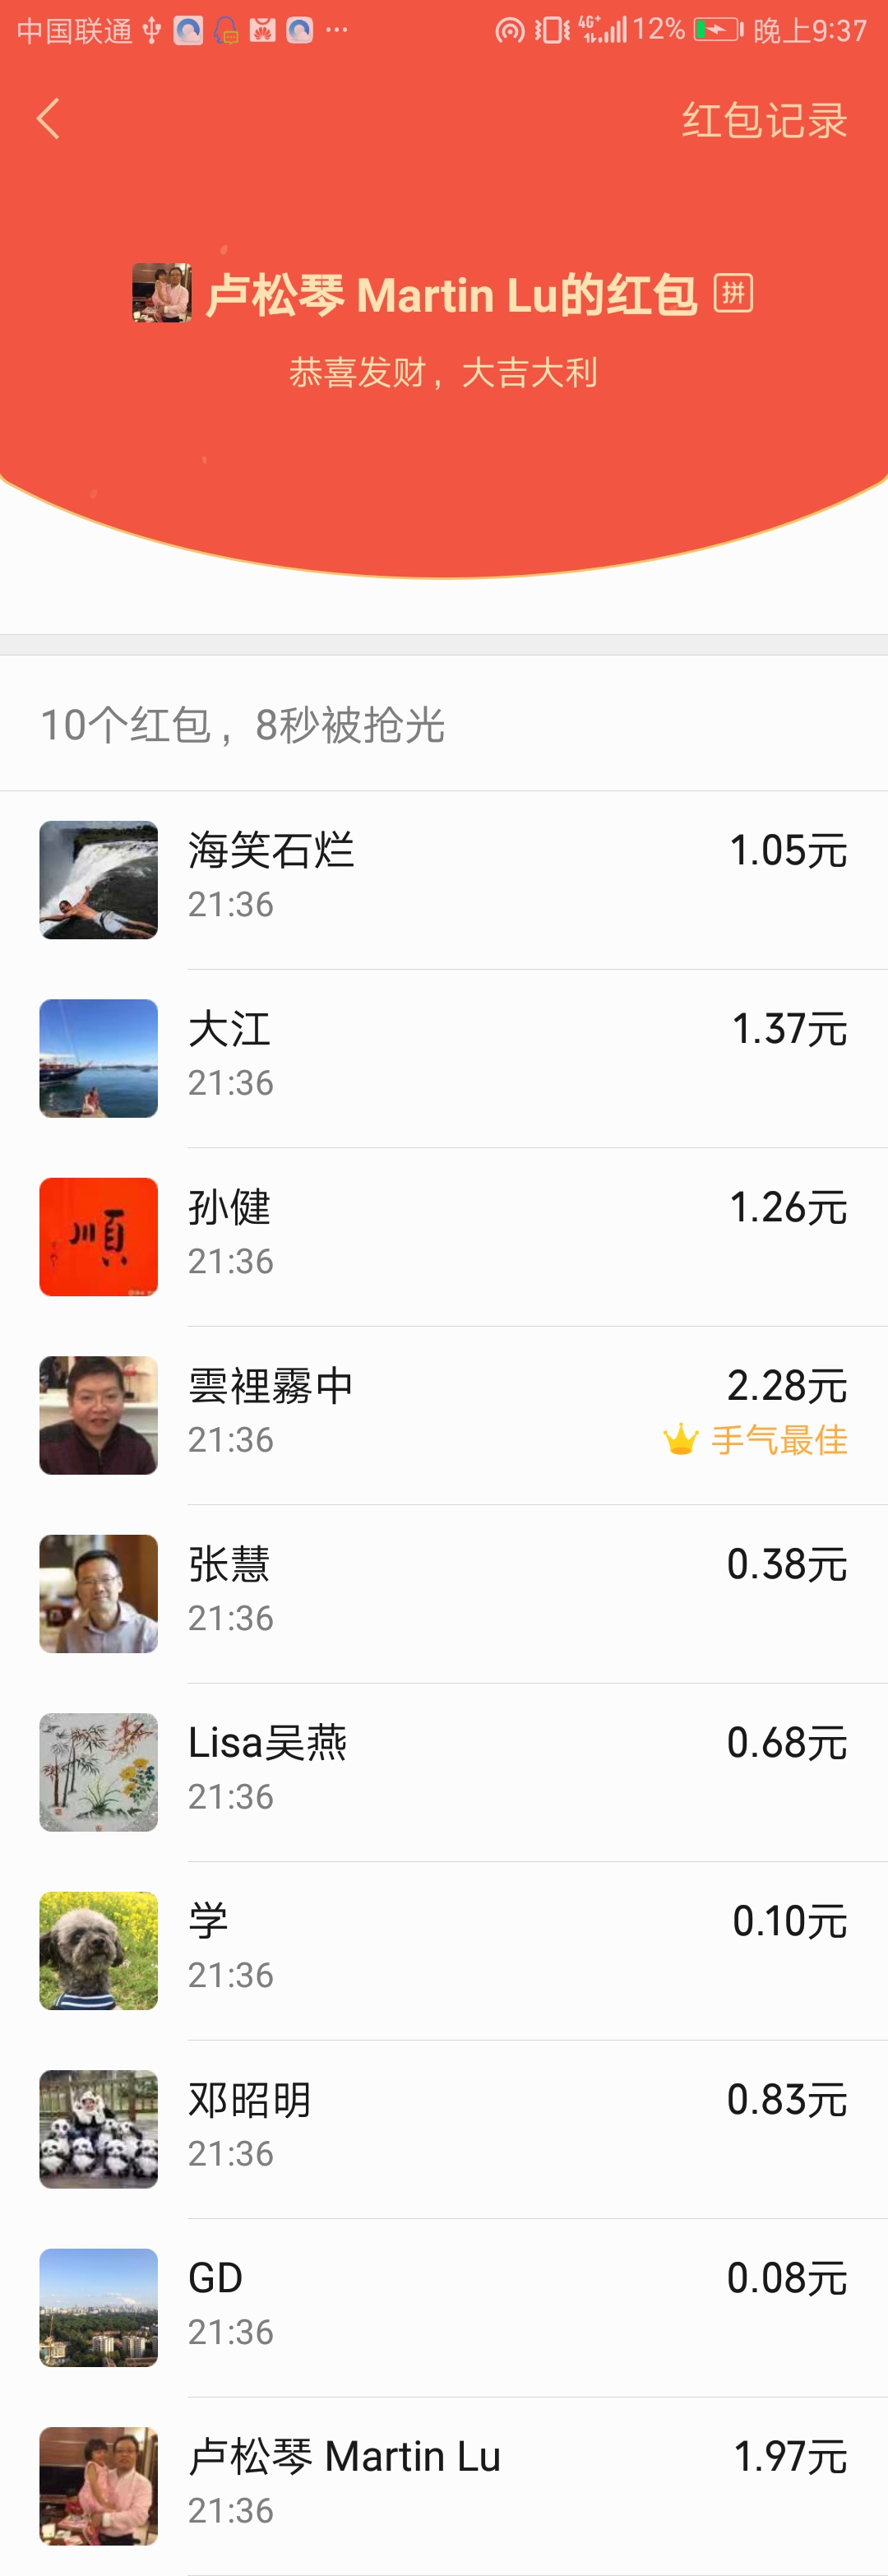 中国联通 12% 晚上9:37
红包记录
卢松琴 Martin Lu的红包 拼
恭喜发财，大吉大利
10个红包，8秒被抢光
海笑石烂 1.05元
21:36
大江 1.37元
21:36
順
孙健 1.26元
21:36
雲裡霧中 2.28元
21:36 手气最佳
张慧 0.38元
21:36
Lisa吴燕 0.68元
21:36
学 0.10元
21:36
邓昭明 0.83元
21:36
GD 0.08元
21:36
卢松琴 Martin Lu 1.97元
21:36